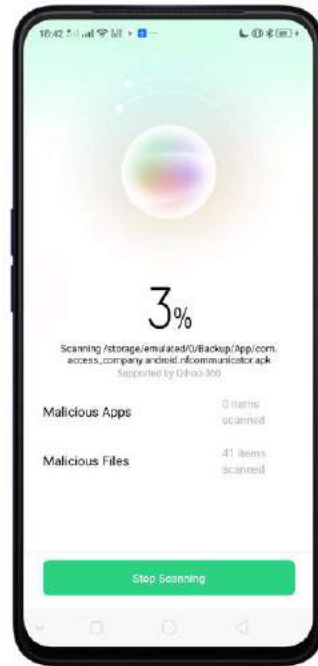 18:42
3%
Scanning /storage/emulated/0/Backup/App/com.
access_company.android.nfcommunicator.apk
Supported by Qihoo 360
Malicious Apps
0 items
scanned
Malicious Files
41 items
scanned
Stop Scanning